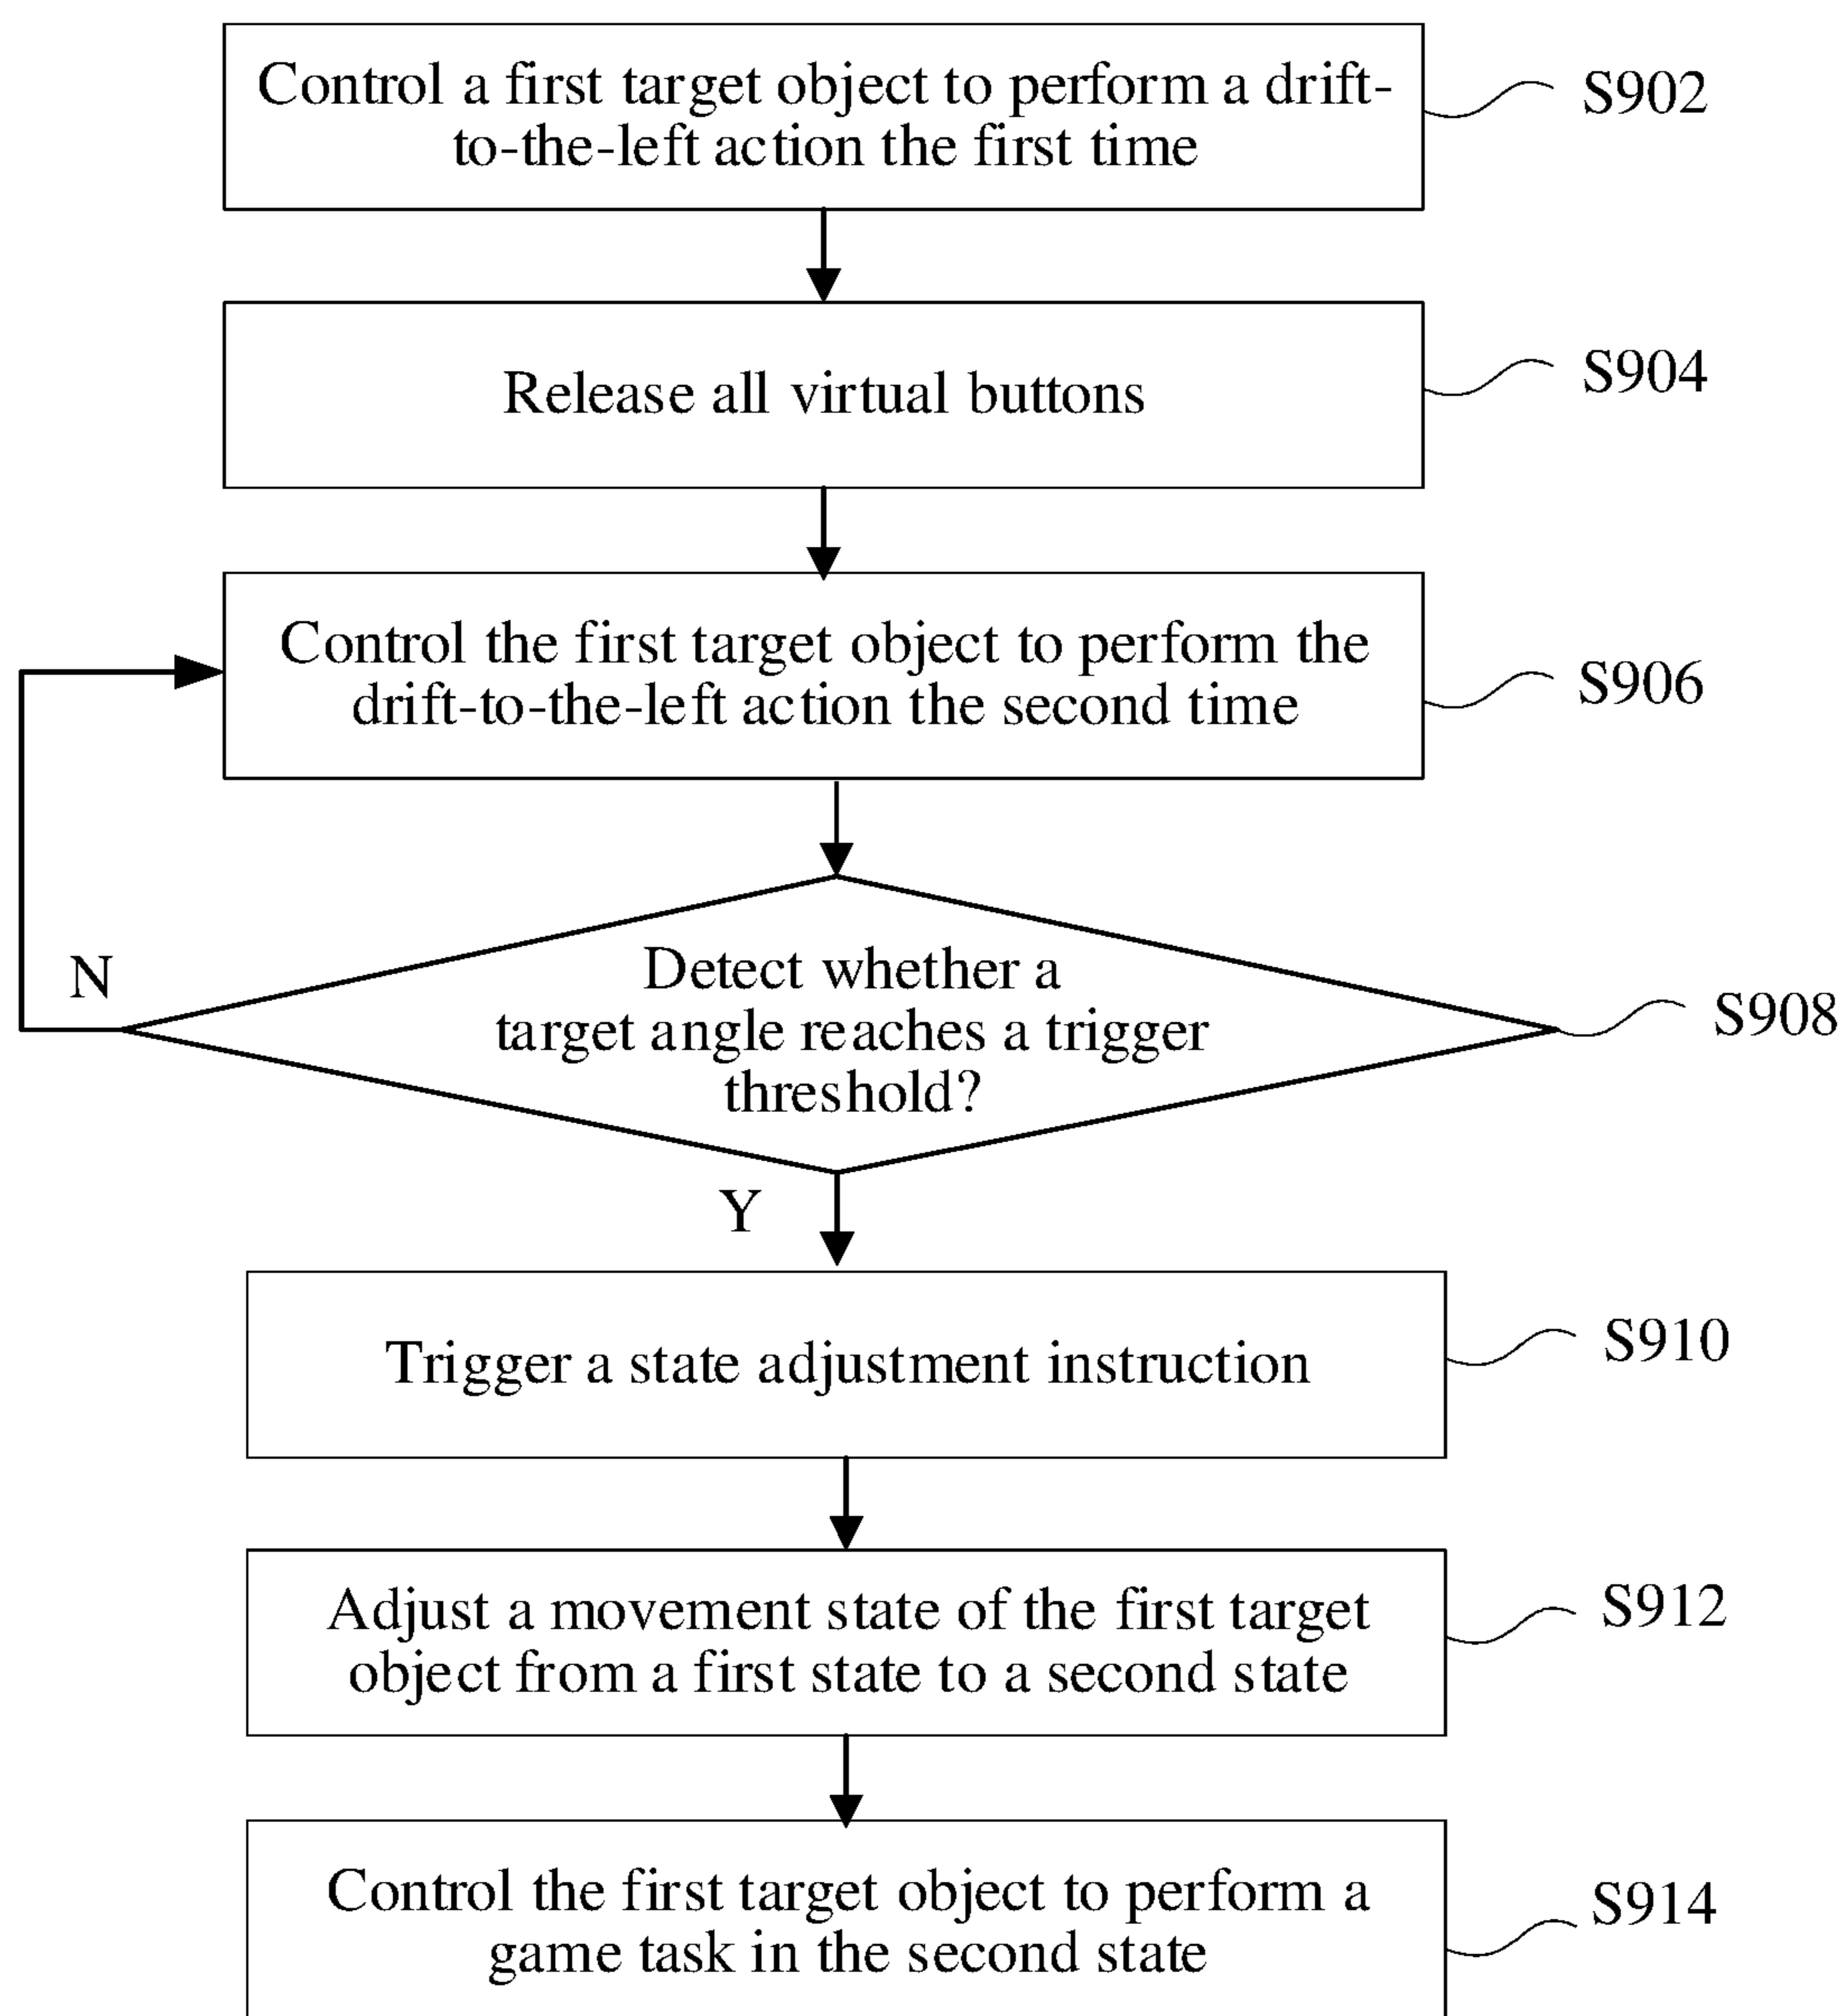 Control a first target object to perform a drift-
to-the-left action the first time
S902
Release all virtual buttons
S904
Control the first target object to perform the
drift-to-the-left action the second time
S906
Detect whether a
target angle reaches a trigger
threshold?
S908
N
Y
Trigger a state adjustment instruction
S910
Adjust a movement state of the first target
object from a first state to a second state
S912
Control the first target object to perform a
game task in the second state
S914